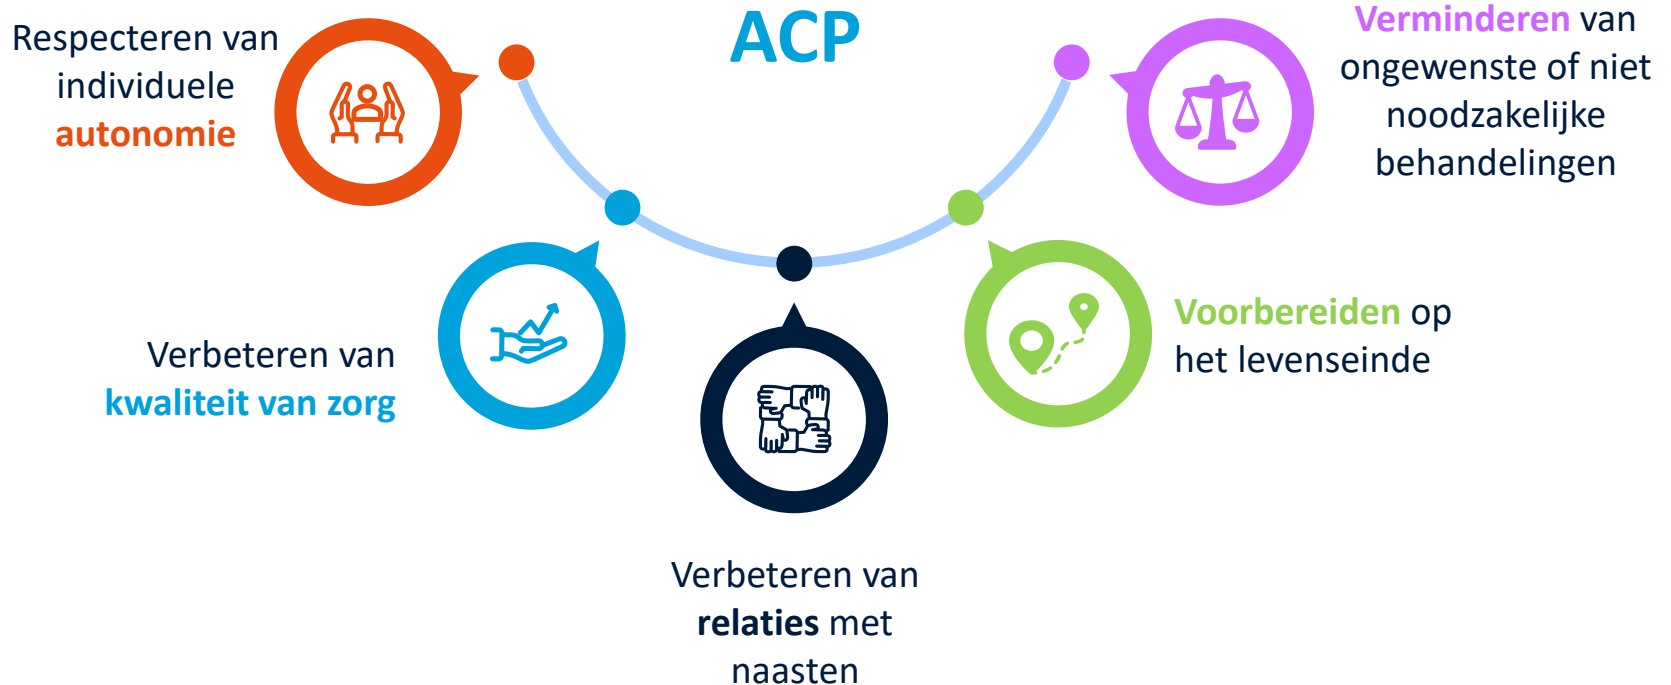 ACP
Respecteren van
individuele
autonomie
Verbeteren van
kwaliteit van zorg
Verbeteren van
relaties met
naasten
Voorbereiden op
het levenseinde
Verminderen van
ongewenste of niet
noodzakelijke
behandelingen